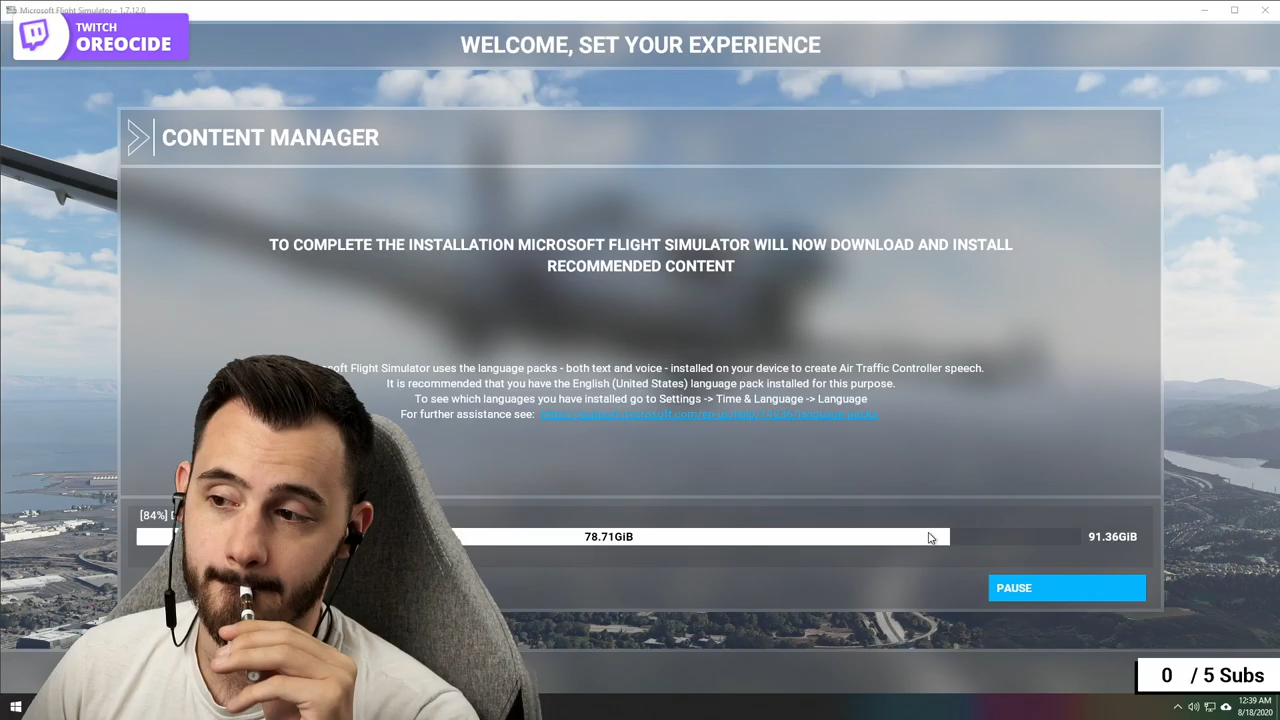 Microsoft Flight Simulator - 1.7.12.0
TWITCH
OREOCIDE
WELCOME, SET YOUR EXPERIENCE
CONTENT MANAGER
TO COMPLETE THE INSTALLATION MICROSOFT FLIGHT SIMULATOR WILL NOW DOWNLOAD AND INSTALL
RECOMMENDED CONTENT
soft Flight Simulator uses the language packs - both text and voice - installed on your device to create Air Traffic Controller speech.
It is recommended that you have the English (United States) language pack installed for this purpose.
To see which languages you have installed go to Settings -> Time & Language -> Language
For further assistance see:
[84%]
78.71GiB
91.36GiB
PAUSE
0 / 5 Subs
12:39 AM
8/18/2020